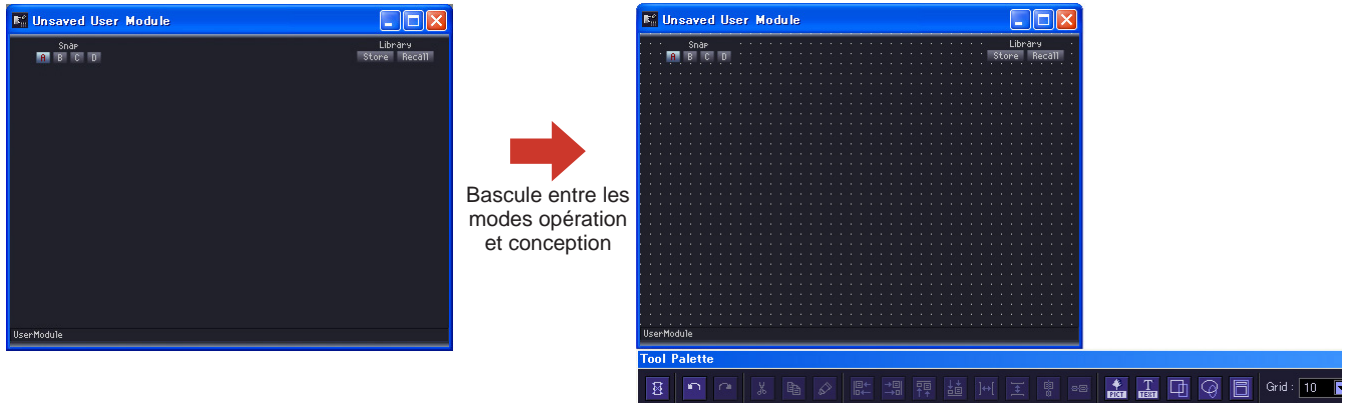 Unsaved User Module
Snap
Library
A B C D
Store Recall
UserModule
Bascule entre les
modes opération
et conception
Unsaved User Module
Snap
Library
A B C D
Store Recall
UserModule
Tool Palette
PICT
TEXT
Grid : 10